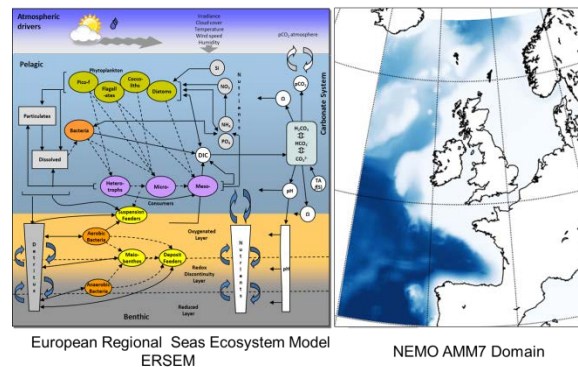 Atmospheric
drivers
Irradiance
Cloud cover
Temperature
Wind speed
Humidity
pCO₂ atmosphere
Pelagic
Phytoplankton
Pico-f
Flagell
-ates
Cocco-
liths
Diatoms
Si
NO₃
NH₄
PO₄
Nutrients
Carbonate System
pCO₂
H₂CO₃
HCO₃⁻
CO₃²⁻
TA
pH
Particulates
Bacteria
Dissolved
DIC
Hetero-
trophs
Micro-
Meso-
Consumers
Suspension
Feeders
Oxygenated
Layer
Aerobic
Bacteria
Meio-
benthos
Deposit
Feeders
Redox
Discontinuity
Layer
Anaerobic
Bacteria
Reduced
Layer
Detritus
Nutrients
pH
Benthic
European Regional Seas Ecosystem Model
ERSEM
NEMO AMM7 Domain